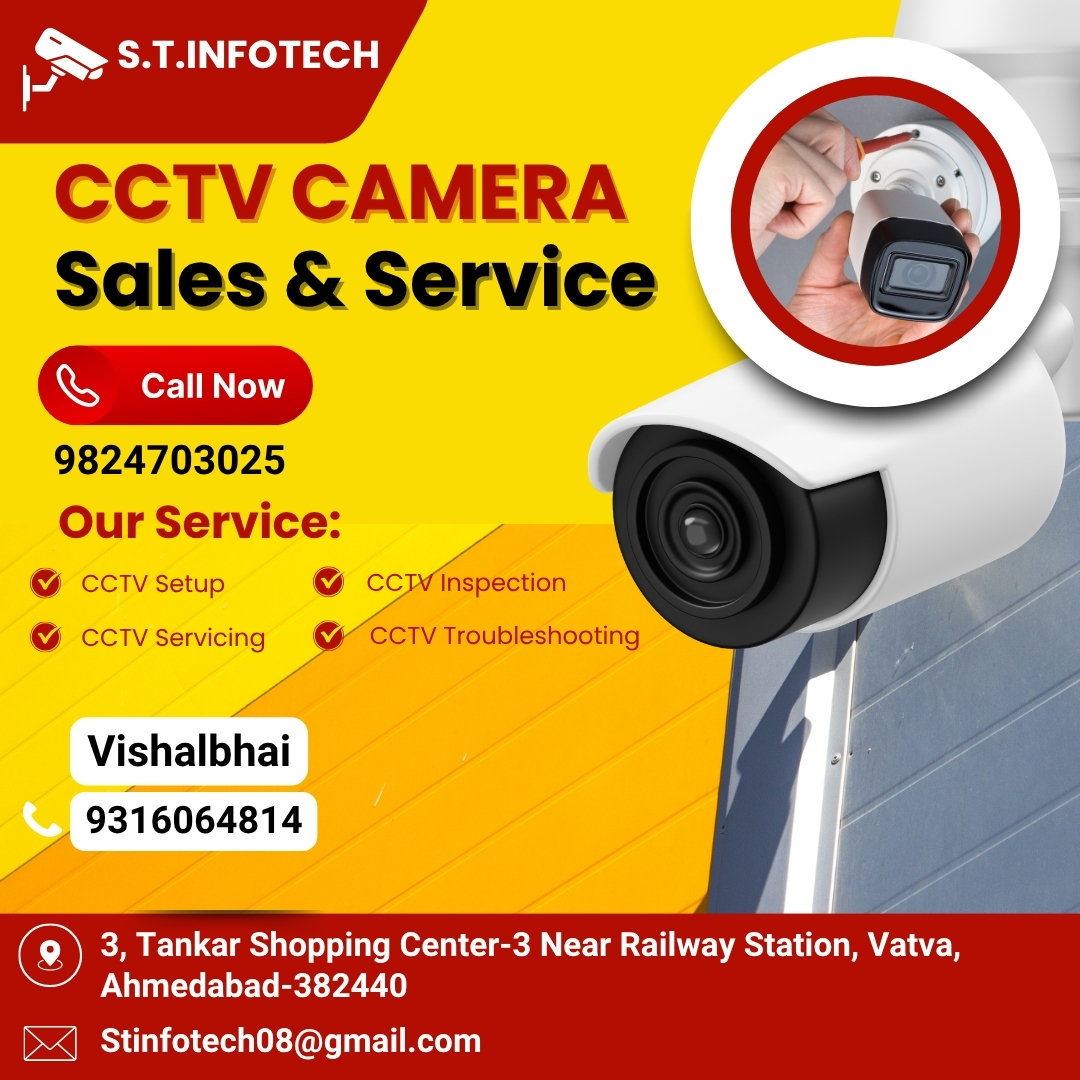 S.T.INFOTECH
CCTV CAMERA
Sales & Service
Call Now
9824703025
Our Service:
CCTV Setup
CCTV Inspection
CCTV Servicing
CCTV Troubleshooting
Vishalbhai
9316064814
3, Tankar Shopping Center-3 Near Railway Station, Vatva,
Ahmedabad-382440
Stinfotech08@gmail.com